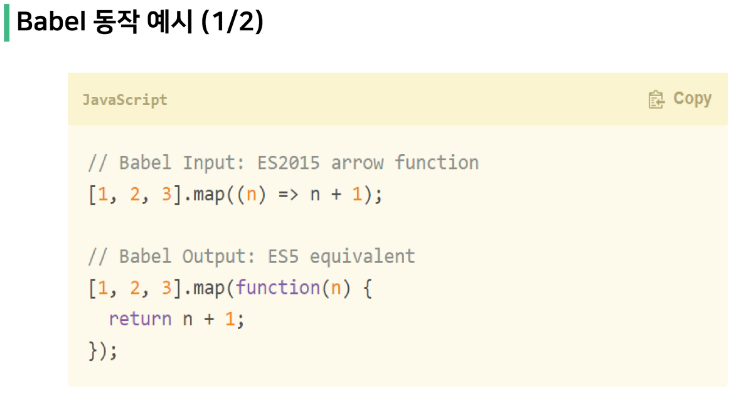 Babel 동작 예시 (1/2)
JavaScript
Copy
// Babel Input: ES2015 arrow function
[1, 2, 3].map((n) => n + 1);
// Babel Output: ES5 equivalent
[1, 2, 3].map(function(n) {
  return n + 1;
});